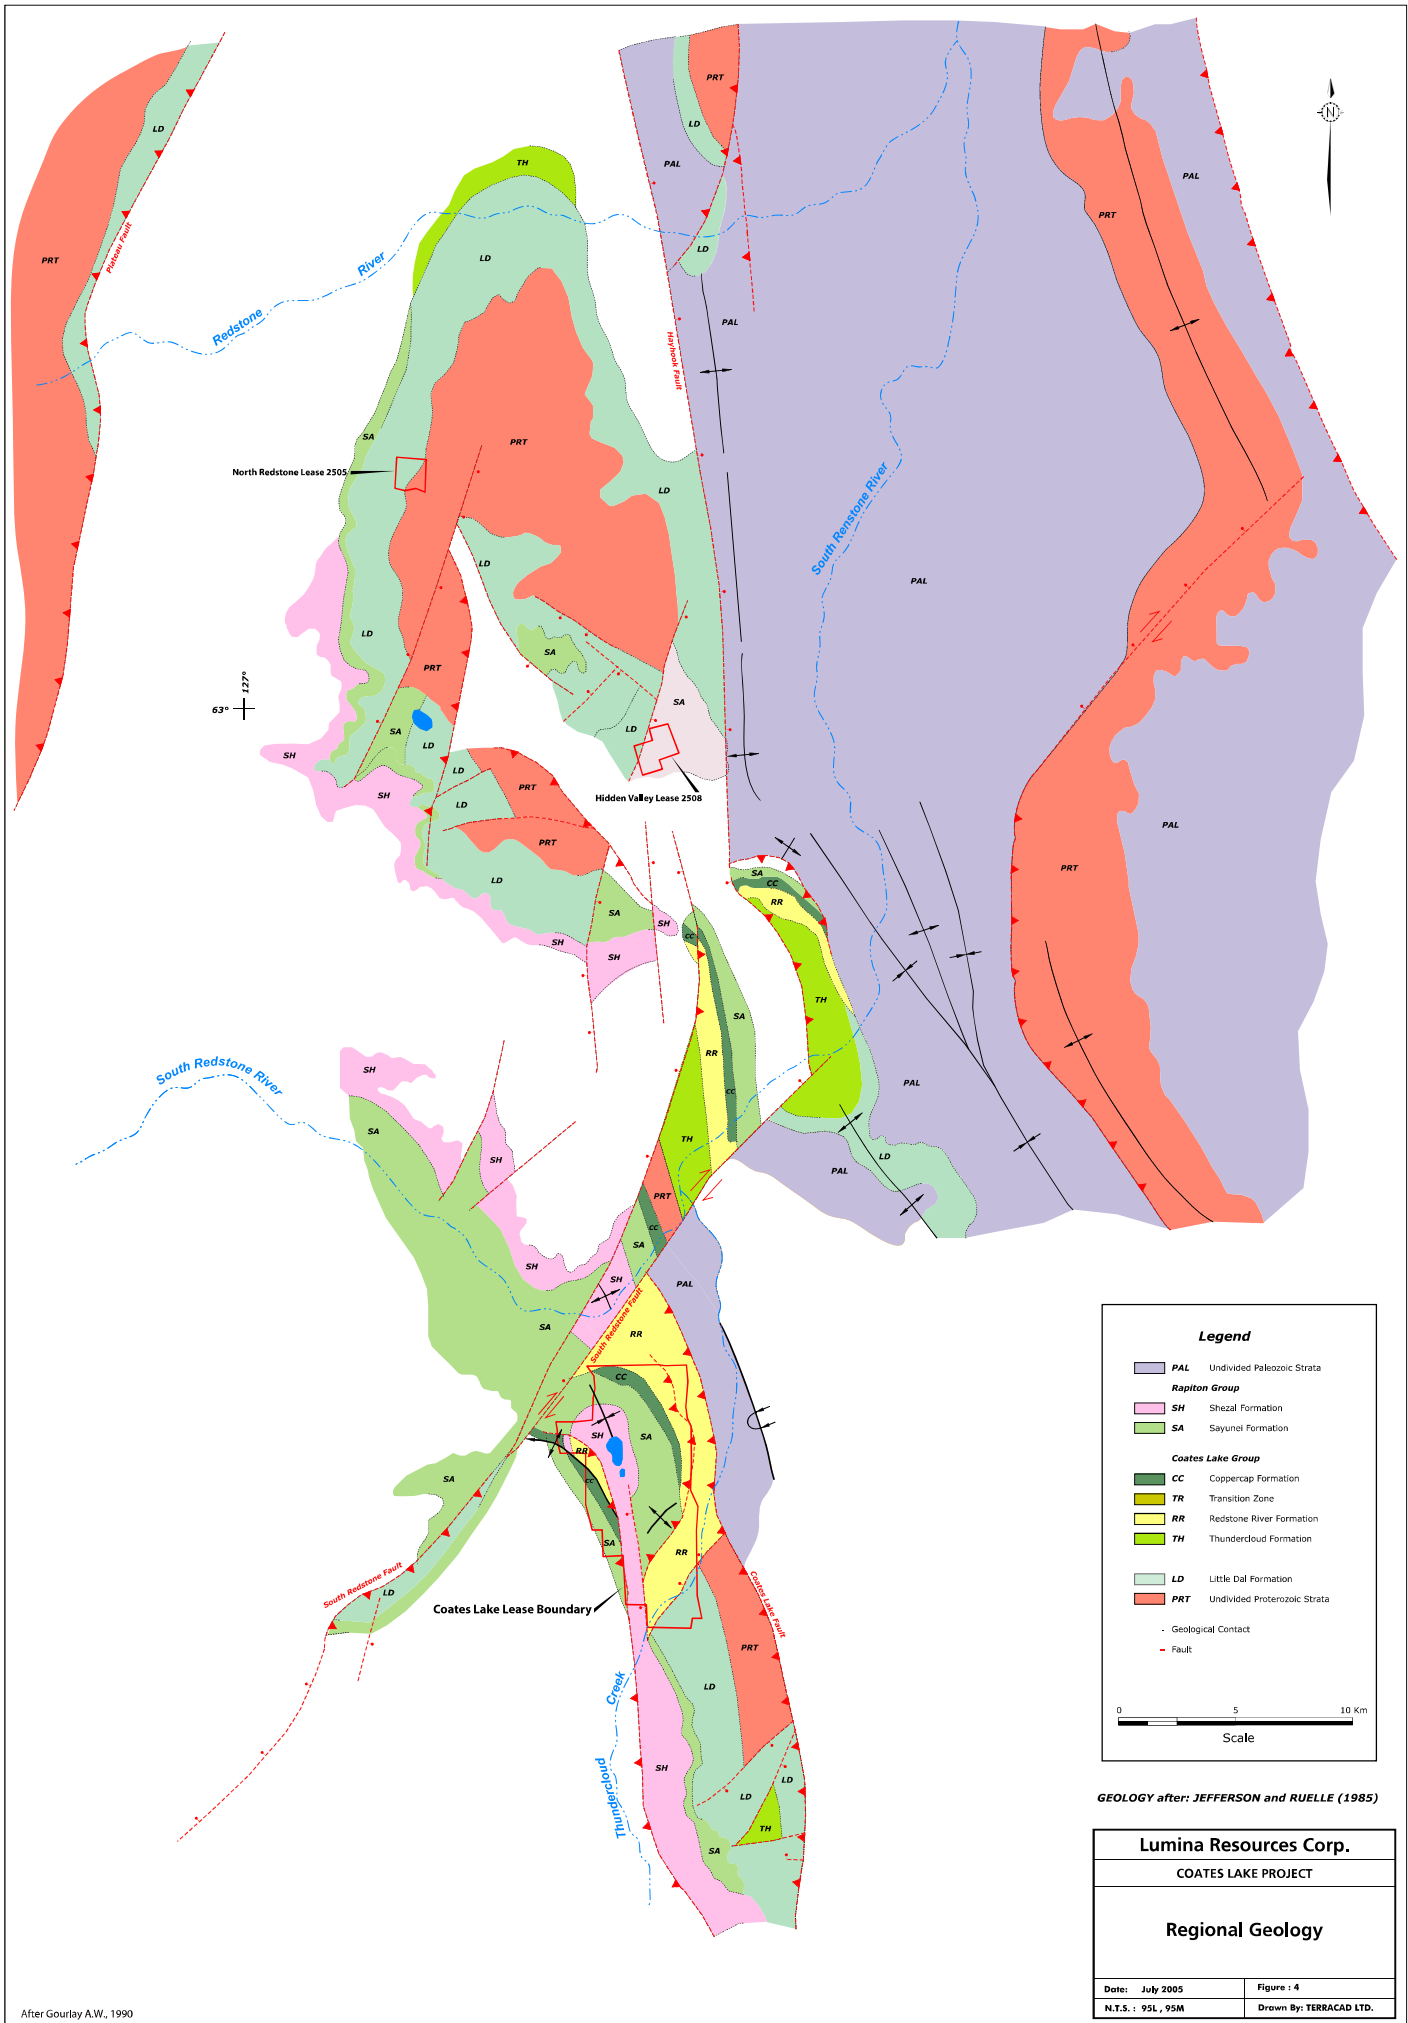 N
PRT
LD
TH
PAL
PRT
LD
PAL
PRT
PRT
Plateau Fault
LD
River
LD
Redstone
PAL
Hayhook Fault
SA
PRT
North Redstone Lease 2505
LD
South Renstone River
LD
PAL
LD
SA
PRT
127°
63°
SA
SA
LD
LD
SH
LD
PRT
SH
LD
Hidden Valley Lease 2508
PAL
PRT
SA
CC
PRT
LD
RR
SA
SH
CC
SH
SH
TH
SA
RR
South Redstone River
SH
CC
PAL
SA
TH
LD
SH
PAL
PRT
CC
SA
SH
SH
PAL
SA
South Redstone Fault
RR
CC
SH
SA
RR
SA
CC
SA
RR
South Redstone Fault
LD
Coates Lake Lease Boundary
Coates Lake Fault
PRT
Creek
LD
SH
Thundercloud
LD
LD
TH
SA
Legend
PAL Undivided Paleozoic Strata
Rapiton Group
SH Shezal Formation
SA Sayunei Formation
Coates Lake Group
CC Coppercap Formation
TR Transition Zone
RR Redstone River Formation
TH Thundercloud Formation
LD Little Dal Formation
PRT Undivided Proterozoic Strata
- Geological Contact
- Fault
0 5 10 Km
Scale
GEOLOGY after: JEFFERSON and RUELLE (1985)
Lumina Resources Corp.
COATES LAKE PROJECT
Regional Geology
Date: July 2005 Figure : 4
N.T.S. : 95L , 95M Drawn By: TERRACAD LTD.
After Gourlay A.W., 1990